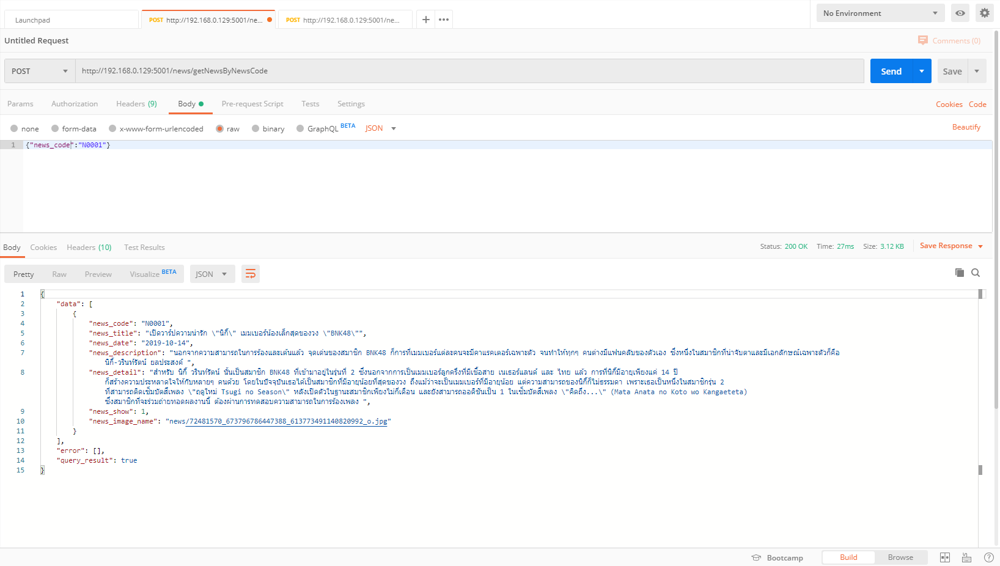 Launchpad
POST http://192.168.0.129:5001/ne...
POST http://192.168.0.129:5001/ne...
No Environment
Untitled Request
Comments (0)
POST
http://192.168.0.129:5001/news/getNewsByNewsCode
Send
Save
Params Authorization Headers (9) Body Pre-request Script Tests Settings
Cookies Code
none form-data x-www-form-urlencoded raw binary GraphQL BETA JSON
Beautify
1 {"news_code":"N0001"}
Body Cookies Headers (10) Test Results
Status: 200 OK Time: 27ms Size: 3.12 KB Save Response
Pretty Raw Preview Visualize BETA JSON
1 {
2 "data": [
3 {
4 "news_code": "N0001",
5 "news_title": "เปิดวาร์ปความน่ารัก \"นิกี้\" เมมเบอร์น้องเล็กสุดของวง \"BNK48\"",
6 "news_date": "2019-10-14",
7 "news_description": "นอกจากความสามารถในการร้องและเต้นแล้ว จุดเด่นของสมาชิก BNK48 ก็การที่เมมเบอร์แต่ละคนจะมีคาแรคเตอร์เฉพาะตัว จนทำให้ทุกๆ คนต่างมีแฟนคลับของตัวเอง ซึ่งหนึ่งในสมาชิกที่น่าจับตาและมีเอกลักษณ์เฉพาะตัวก็คือ
นิกี้-วรินท์รัตน์ ยลประสงค์ ",
8 "news_detail": "สำหรับ นิกี้ วรินท์รัตน์ นั้นเป็นสมาชิก BNK48 ที่เข้ามาอยู่ในรุ่นที่ 2 ซึ่งนอกจากการเป็นเมมเบอร์ลูกครึ่งที่มีเชื้อสาย เนเธอร์แลนด์ และ ไทย แล้ว การที่นิกี้มีอายุเพียงแค่ 14 ปี
ก็สร้างความประหลาดใจให้กับหลายๆ คนด้วย โดยในปัจจุบันเธอได้เป็นสมาชิกที่มีอายุน้อยที่สุดของวง ถึงแม้ว่าจะเป็นเมมเบอร์ที่มีอายุน้อย แต่ความสามารถของนิกี้ก็ไม่ธรรมดา เพราะเธอเป็นหนึ่งในสมาชิกรุ่น 2
ที่สามารถติดเซ็มบัตสึเพลง \"ฤดูใหม่ Tsugi no Season\" หลังเปิดตัวในฐานะสมาชิกเพียงไม่กี่เดือน และยังสามารถออดิชันเป็น 1 ในเซ็มบัตสึเพลง \"คิดถึง...\" (Mata Anata no Koto wo Kangaeteta)
ซึ่งสมาชิกที่จะร่วมถ่ายทอดผลงานนี้ ต้องผ่านการทดสอบความสามารถในการร้องเพลง ",
9 "news_show": 1,
10 "news_image_name": "news/72481570_673796786447388_613773491140820992_o.jpg"
11 }
12 ],
13 "error": [],
14 "query_result": true
15 }
Bootcamp Build Browse